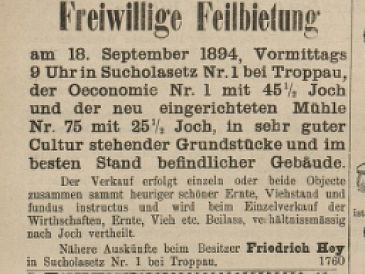 Freiwillige Feilbietung
am 18. September 1894, Vormittags
9 Uhr in Sucholasetz Nr. 1 bei Troppau,
der Oeconomie Nr. 1 mit 45½ Joch,
und der neu eingerichteten Mühle
Nr. 75 mit 25½ Joch, in sehr guter
Cultur stehender Grundstücke und im
besten Stand befindlicher Gebäude.
Der Verkauf erfolgt einzeln oder beide Objecte
zusammen sammt heuriger schöner Ernte, Viehstand und
fundus instructus und wird beim Einzelverkauf der
Wirthschaften, Ernte, Vieh etc. Beilass, verhältnissmässig
nach Joch vertheilt.
Nähere Auskünfte beim Besitzer Friedrich Hoy
in Sucholasetz Nr. 1 bei Troppau. 1760
ist